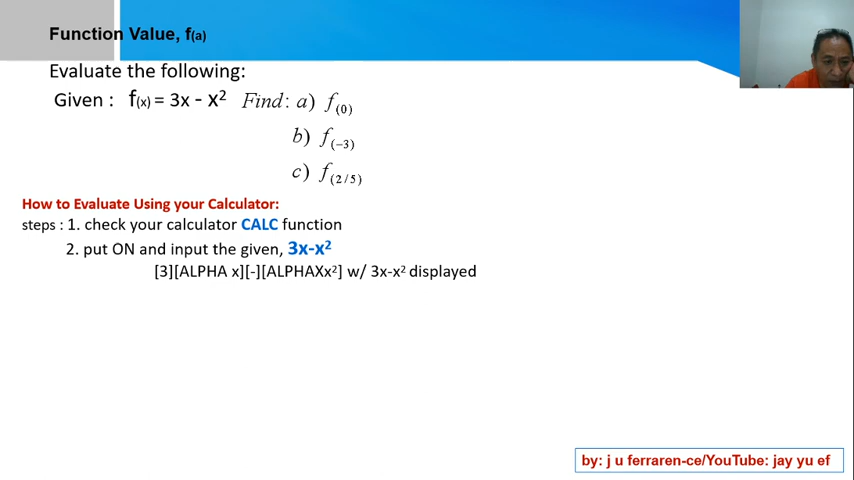 Function Value, f(a)
Evaluate the following:
Given : f(x) = 3x - x² Find: a) f(0)
b) f(−3)
c) f(2/5)
How to Evaluate Using your Calculator:
steps : 1. check your calculator CALC function
2. put ON and input the given, 3x-x²
[3][ALPHA x][-][ALPHAXx²] w/ 3x-x² displayed
by: j u ferraren-ce/YouTube: jay yu ef